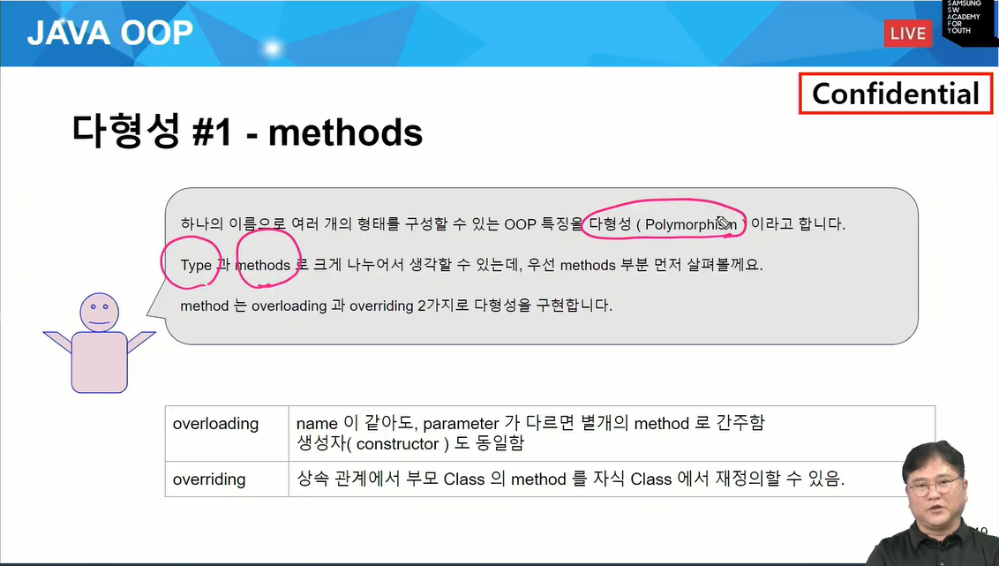 JAVA OOP
LIVE
SAMSUNG
SW
ACADEMY
FOR
YOUTH
Confidential
다형성 #1 - methods
하나의 이름으로 여러 개의 형태를 구성할 수 있는 OOP 특징을 다형성 ( Polymorphism ) 이라고 합니다.
Type 과 methods 로 크게 나누어서 생각할 수 있는데, 우선 methods 부분 먼저 살펴볼께요.
method 는 overloading 과 overriding 2가지로 다형성을 구현합니다.
overloading
name 이 같아도, parameter 가 다르면 별개의 method 로 간주함
생성자( constructor ) 도 동일함
overriding
상속 관계에서 부모 Class 의 method 를 자식 Class 에서 재정의할 수 있음.